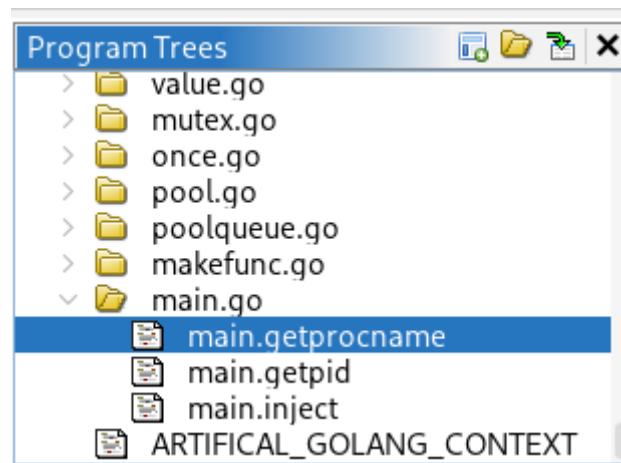 Program Trees
value.go
mutex.go
once.go
pool.go
poolqueue.go
makefunc.go
main.go
main.getprocname
main.getpid
main.inject
ARTIFICAL_GOLANG_CONTEXT